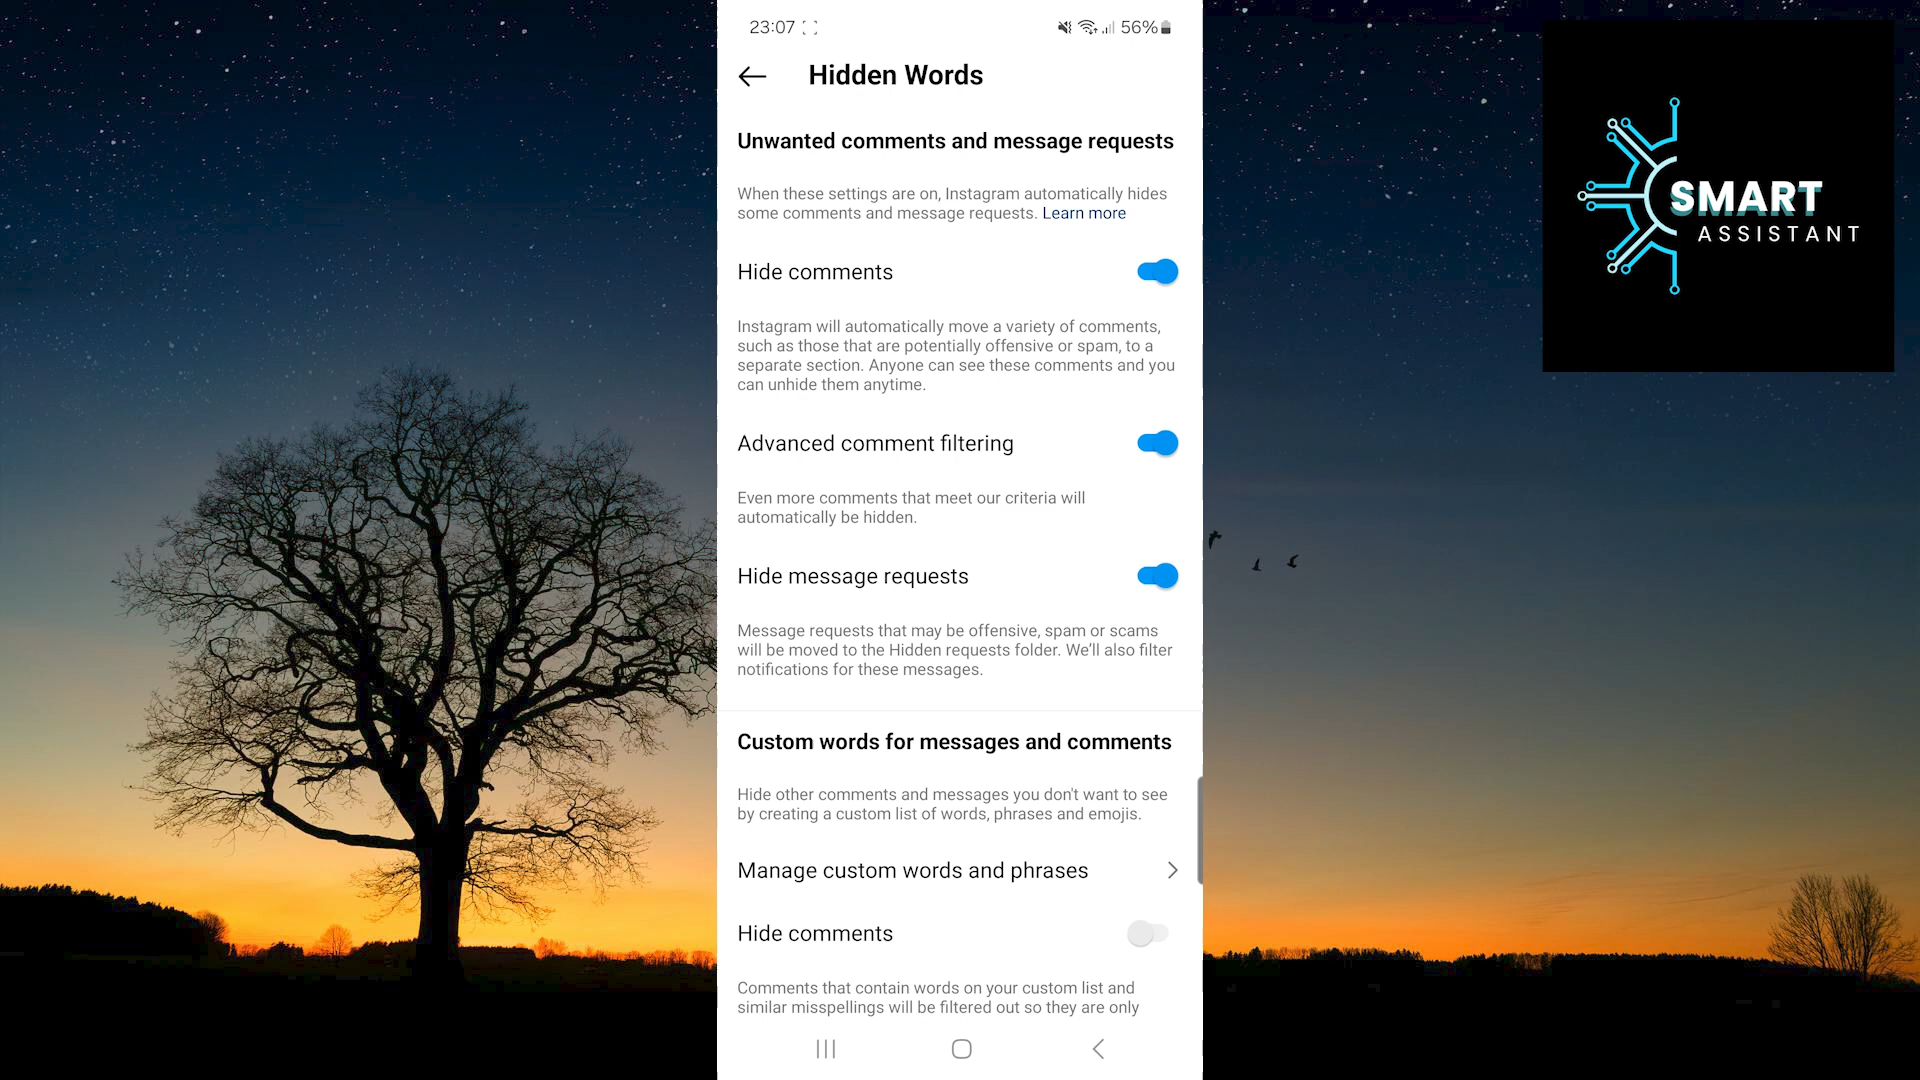 23:07
56%
Hidden Words
Unwanted comments and message requests
When these settings are on, Instagram automatically hides
some comments and message requests. Learn more
Hide comments
Instagram will automatically move a variety of comments,
such as those that are potentially offensive or spam, to a
separate section. Anyone can see these comments and you
can unhide them anytime.
Advanced comment filtering
Even more comments that meet our criteria will
automatically be hidden.
Hide message requests
Message requests that may be offensive, spam or scams
will be moved to the Hidden requests folder. We'll also filter
notifications for these messages.
Custom words for messages and comments
Hide other comments and messages you don't want to see
by creating a custom list of words, phrases and emojis.
Manage custom words and phrases
Hide comments
Comments that contain words on your custom list and
similar misspellings will be filtered out so they are only
SMART
ASSISTANT